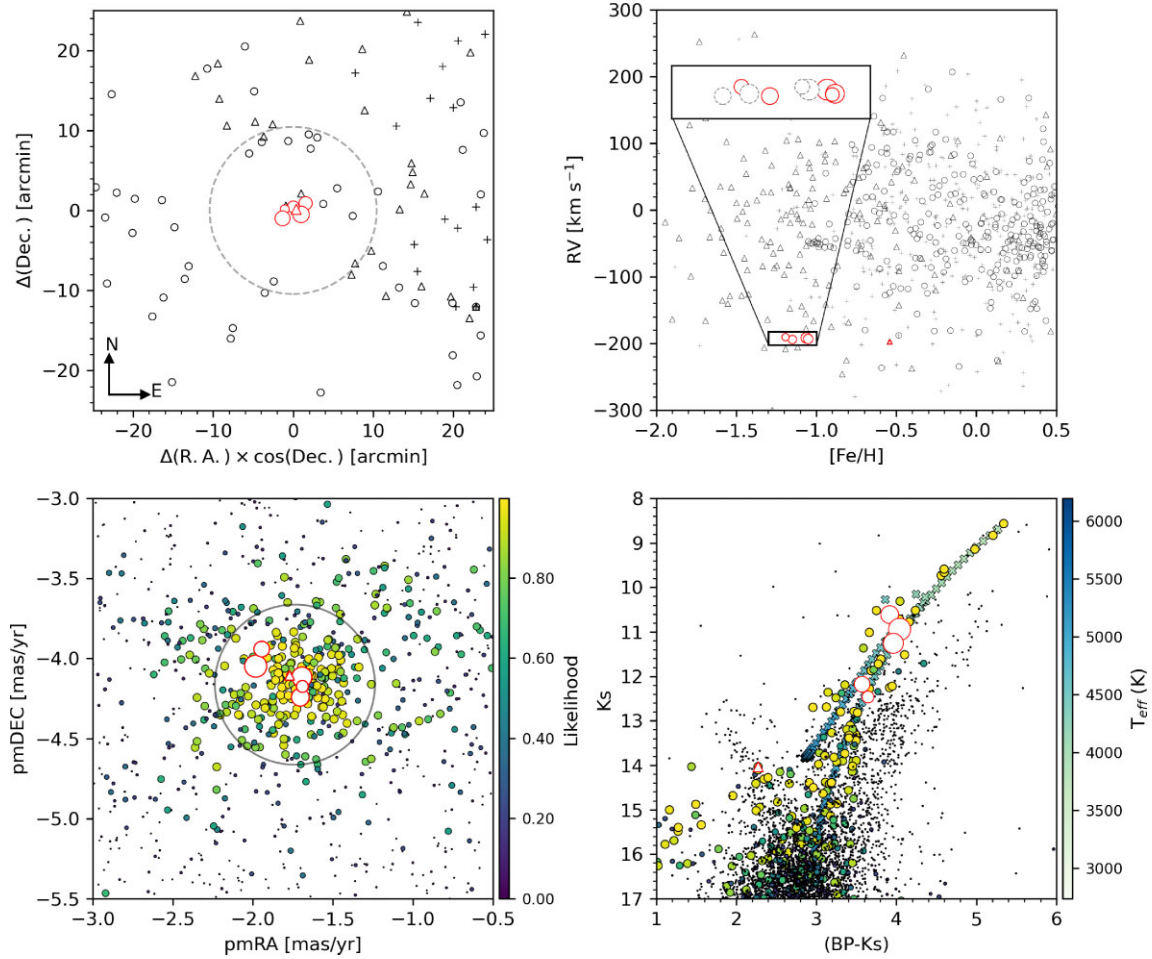 20
10
0
−10
−20
Δ(Dec. ) [arcmin]
N
E
−20 −10 0 10 20
Δ(R. A. ) × cos(Dec. ) [arcmin]
300
200
100
0
−100
−200
−300
RV [km s⁻¹]
−2.0 −1.5 −1.0 −0.5 0.0 0.5
[Fe/H]
−3.0
−3.5
−4.0
−4.5
−5.0
−5.5
pmDEC [mas/yr]
−3.0 −2.5 −2.0 −1.5 −1.0 −0.5
pmRA [mas/yr]
0.80
0.60
0.40
0.20
0.00
Likelihood
8
9
10
11
12
13
14
15
16
17
Ks
1 2 3 4 5 6
(BP-Ks)
6000
5500
5000
4500
4000
3500
3000
T_eff (K)